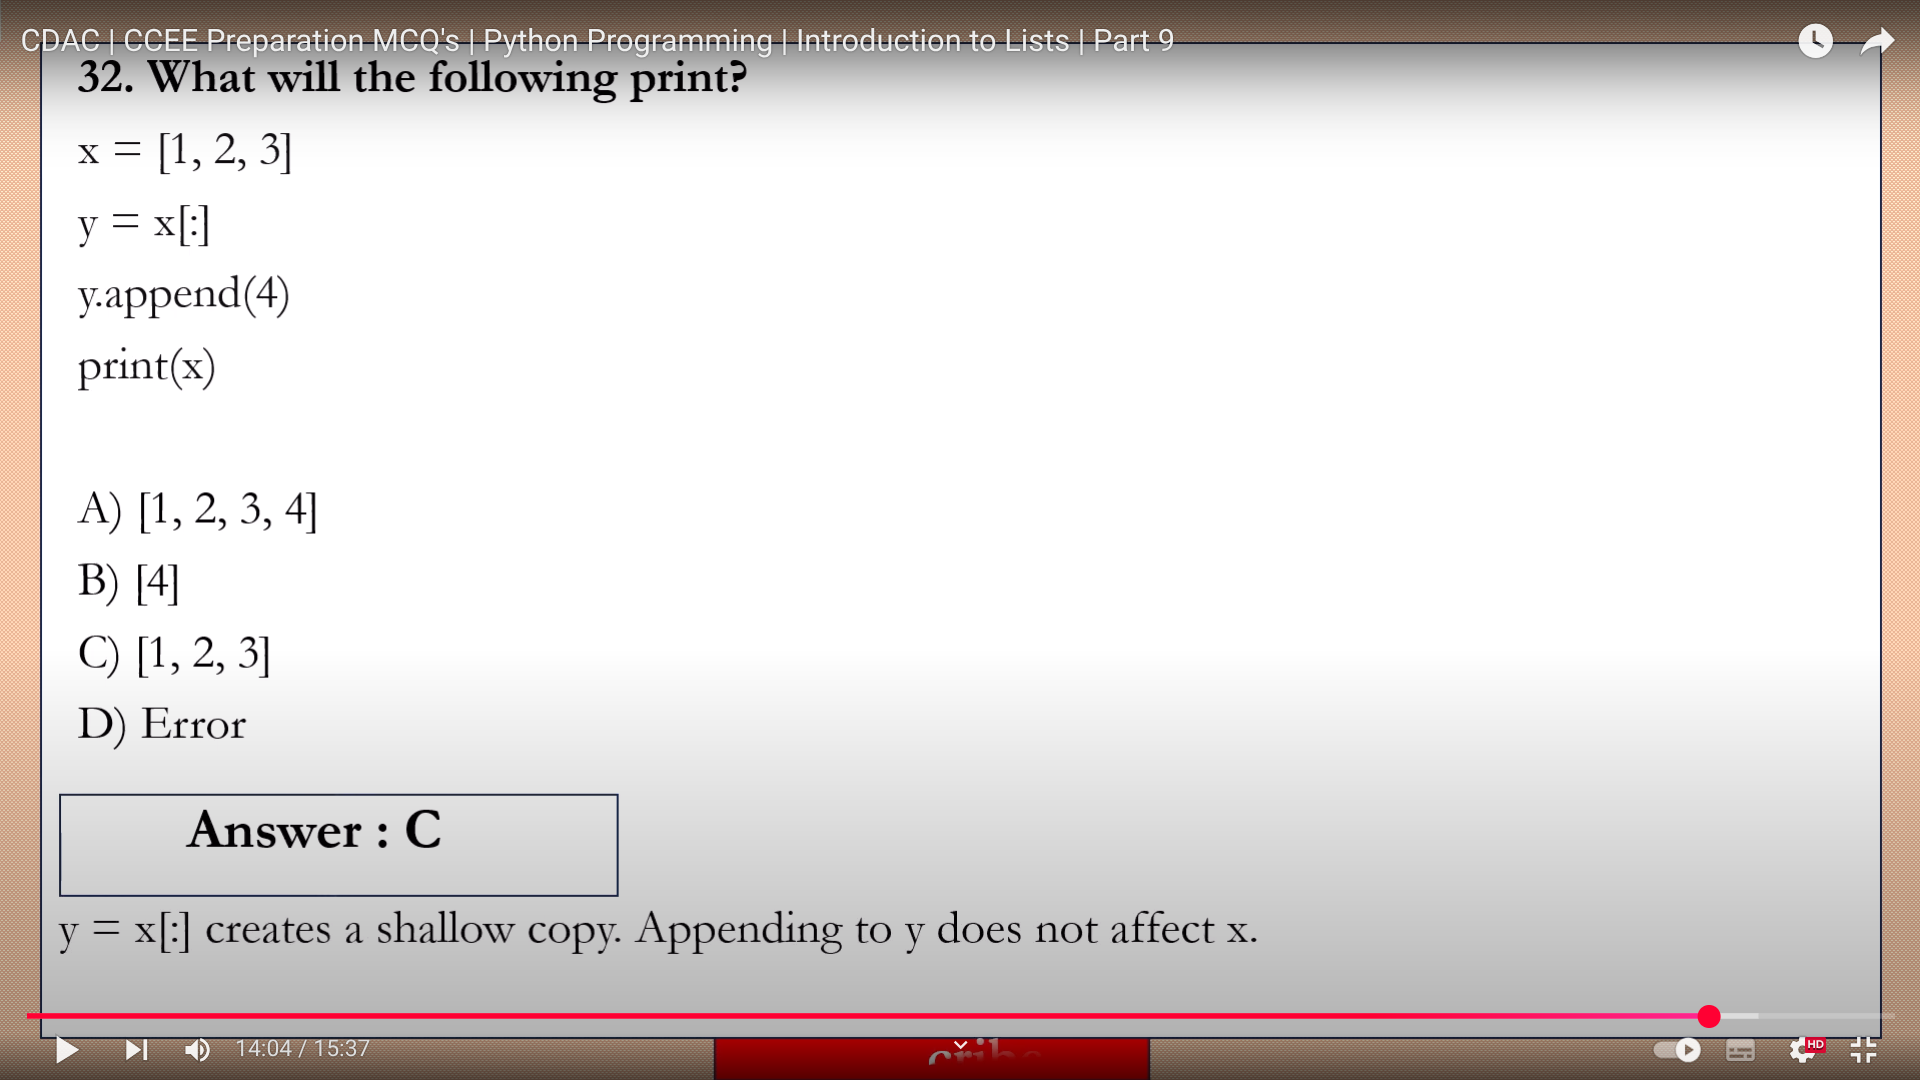 CDAC | CCEE Preparation MCQ's | Python Programming | Introduction to Lists | Part 9
32. What will the following print?
x = [1, 2, 3]
y = x[:]
y.append(4)
print(x)
A) [1, 2, 3, 4]
B) [4]
C) [1, 2, 3]
D) Error
Answer : C
y = x[:] creates a shallow copy. Appending to y does not affect x.
14:04 / 15:37
HD